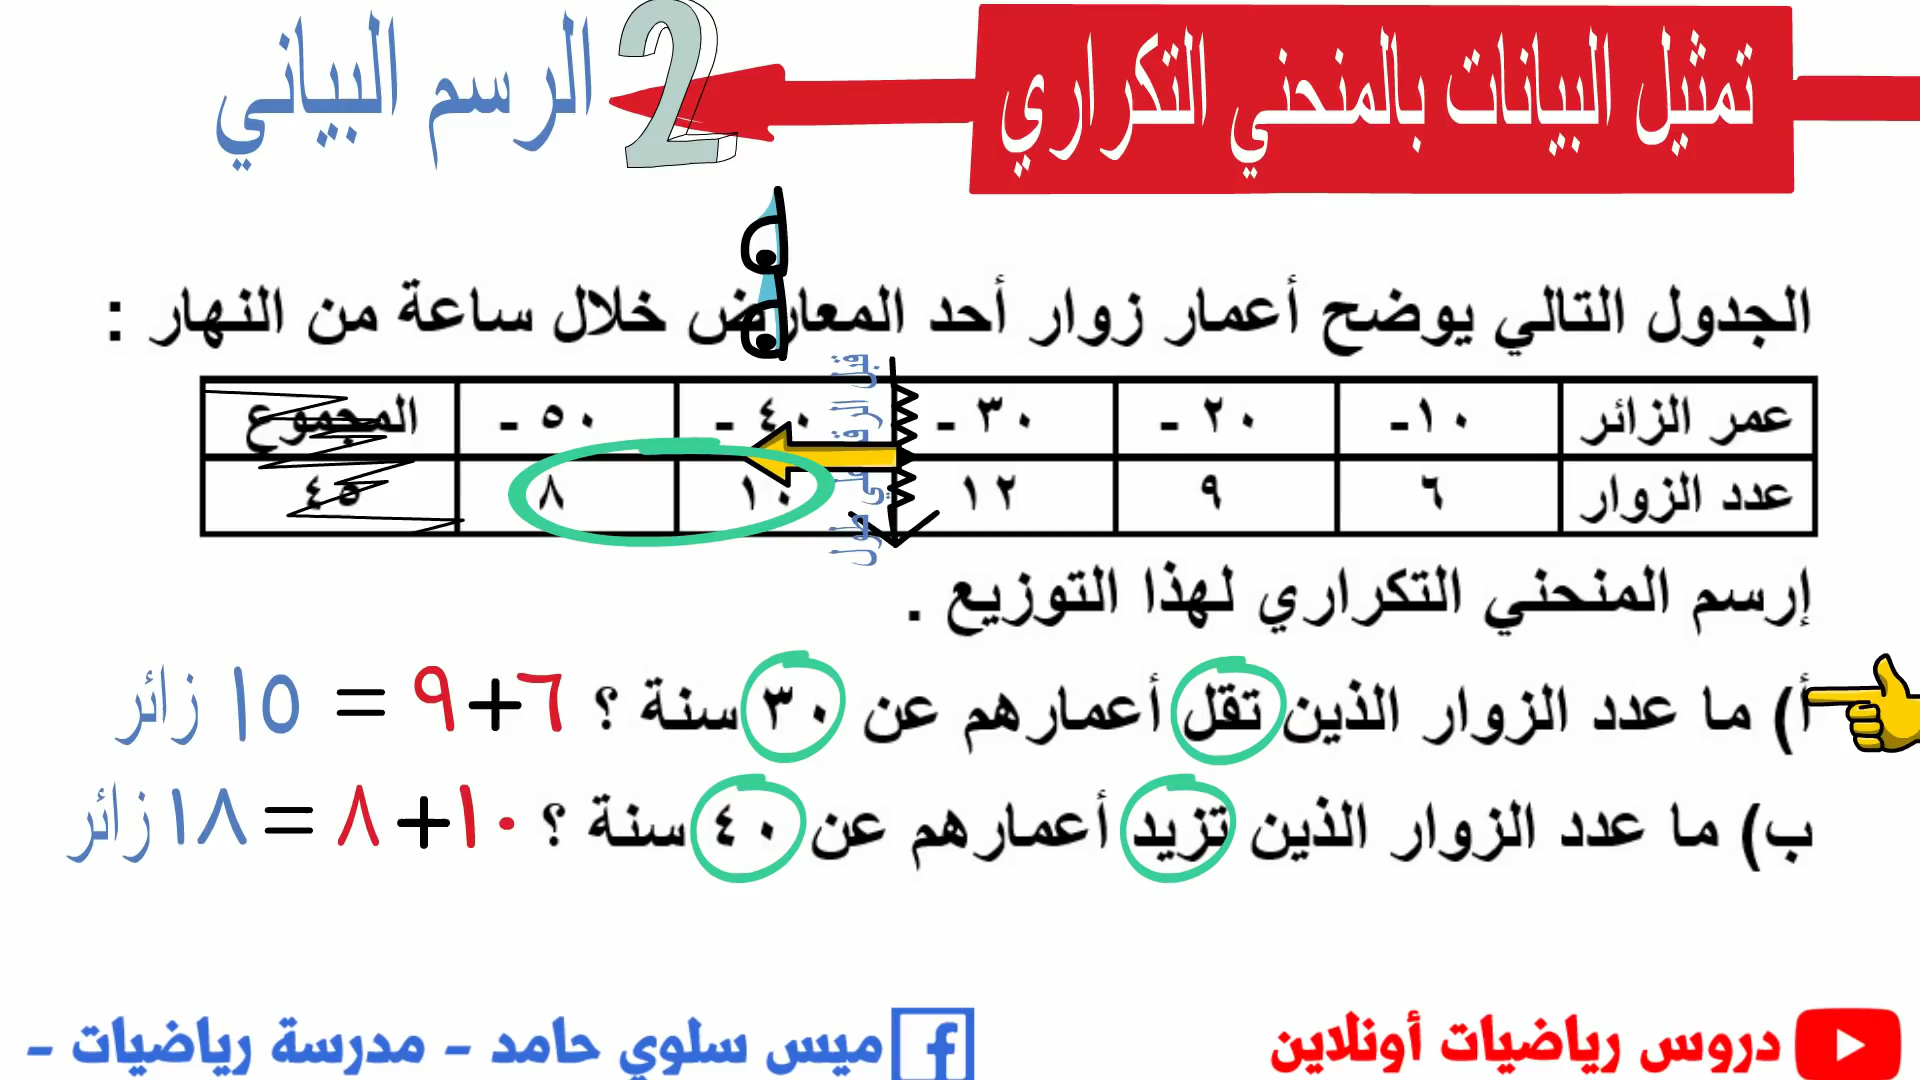 تمثيل البيانات بالمنحني التكراري
2 الرسم البياني
الجدول التالي يوضح أعمار زوار أحد المعارض خلال ساعة من النهار :
عمر الزائر ١٠- ٢٠ - ٣٠ - ٤٠ - ٥٠ - المجموع
عدد الزوار ٦ ٩ ١٢ ١٠ ٨ ٤٥
إرسم المنحني التكراري لهذا التوزيع .
أ) ما عدد الزوار الذين تقل أعمارهم عن ٣٠ سنة ؟ ٦+٩ = ١٥ زائر
ب) ما عدد الزوار الذين تزيد أعمارهم عن ٤٠ سنة ؟ ١٠+٨ = ١٨ زائر
دروس رياضيات أونلاين
ميس سلوي حامد - مدرسة رياضيات -